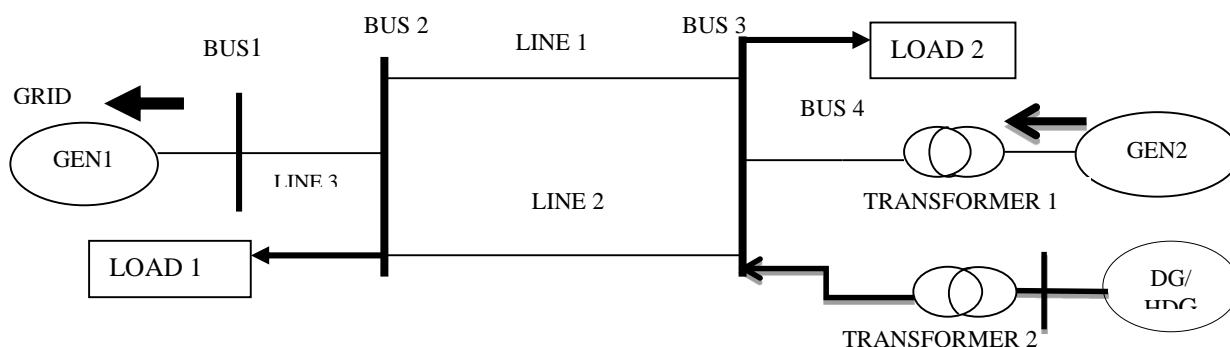 BUS 2
LINE 1
BUS 3
BUS1
LOAD 2
GRID
BUS 4
GEN1
GEN2
LINE 3
LINE 2
TRANSFORMER 1
LOAD 1
DG/
HDG
TRANSFORMER 2